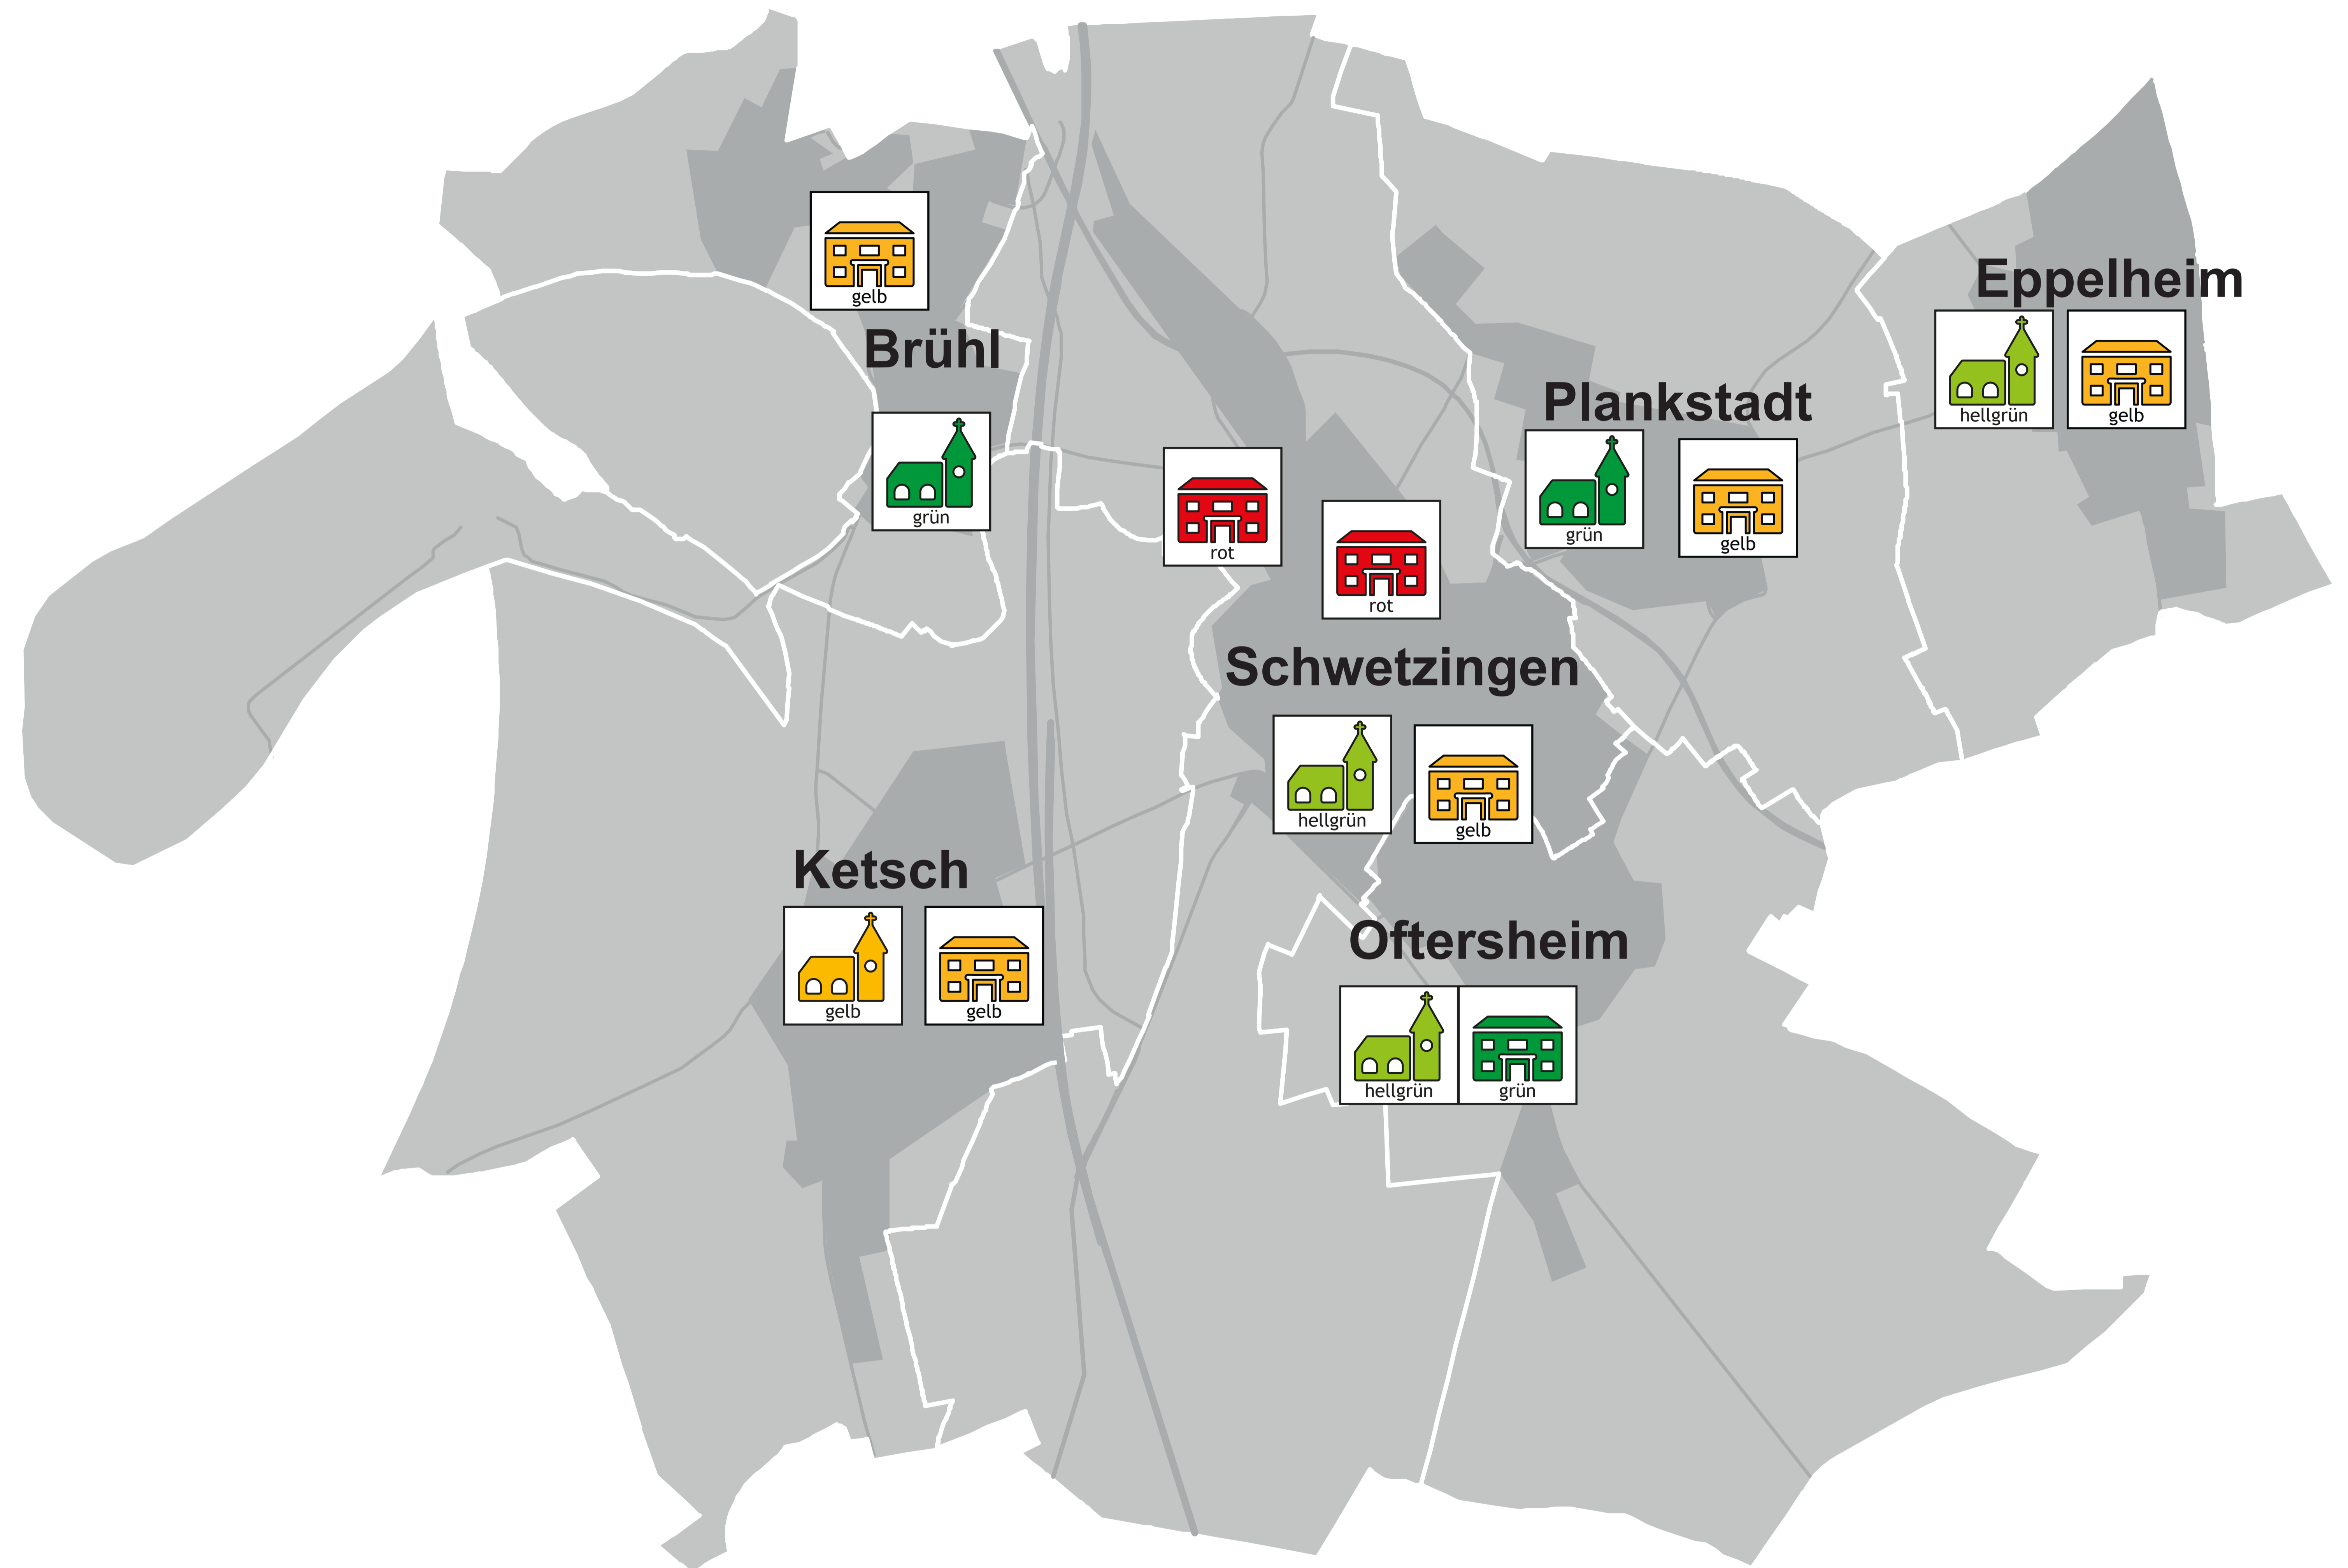 gelb
Brühl
grün
Eppelheim
hellgrün
gelb
Plankstadt
grün
gelb
rot
rot
Schwetzingen
hellgrün
gelb
Ketsch
gelb
gelb
Oftersheim
hellgrün
grün